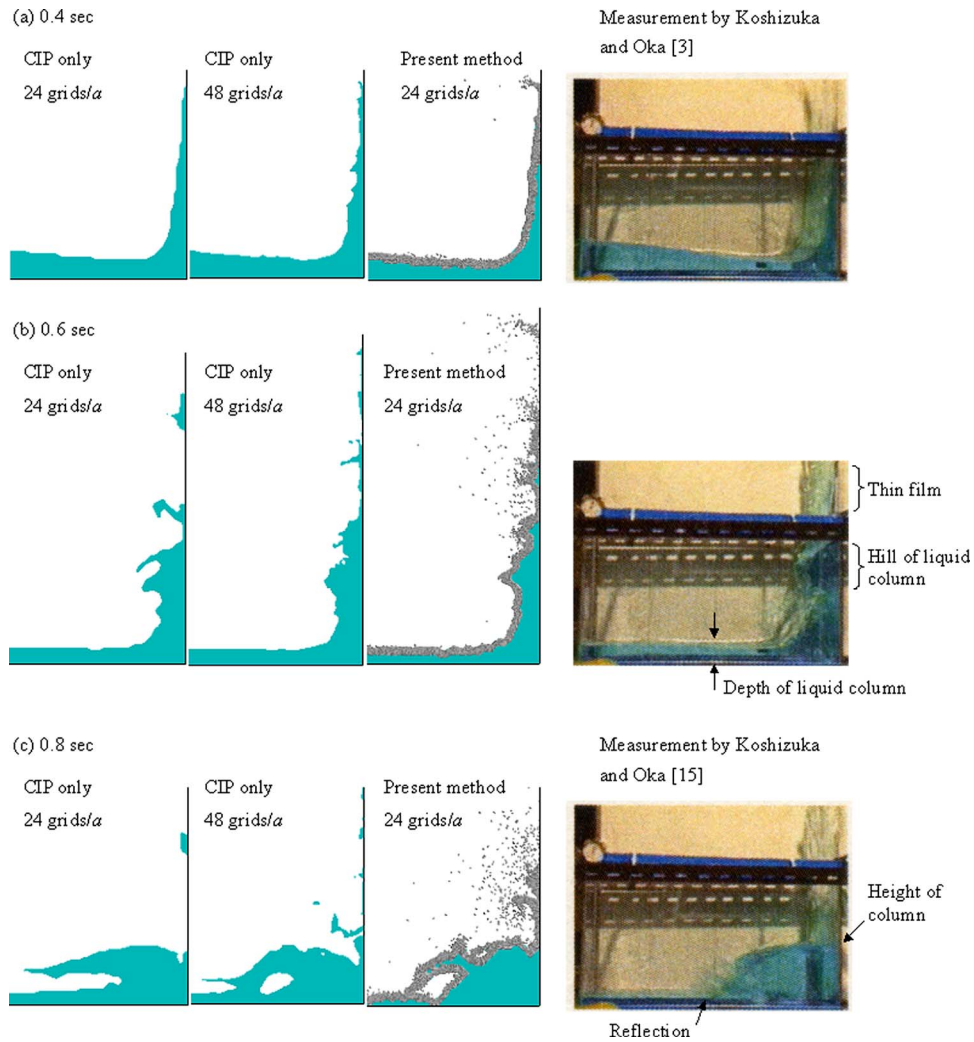 (a) 0.4 sec
CIP only
24 grids/a
CIP only
48 grids/a
Present method
24 grids/a
Measurement by Koshizuka
and Oka [3]
(b) 0.6 sec
CIP only
24 grids/a
CIP only
48 grids/a
Present method
24 grids/a
Thin film
Hill of liquid
column
Depth of liquid column
(c) 0.8 sec
CIP only
24 grids/a
CIP only
48 grids/a
Present method
24 grids/a
Measurement by Koshizuka
and Oka [15]
Height of
column
Reflection